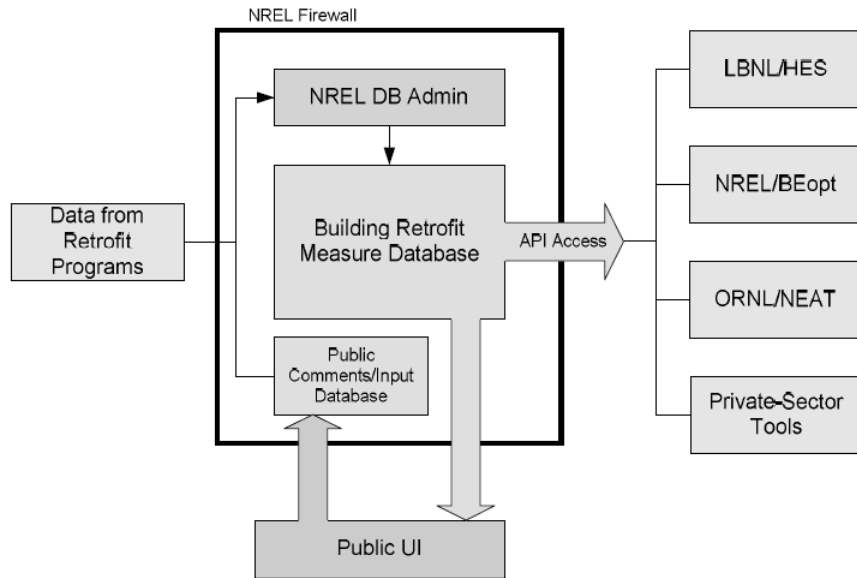 NREL Firewall
NREL DB Admin
Data from
Retrofit
Programs
Building Retrofit
Measure Database
API Access
Public
Comments/Input
Database
Public UI
LBNL/HES
NREL/BEopt
ORNL/NEAT
Private-Sector
Tools